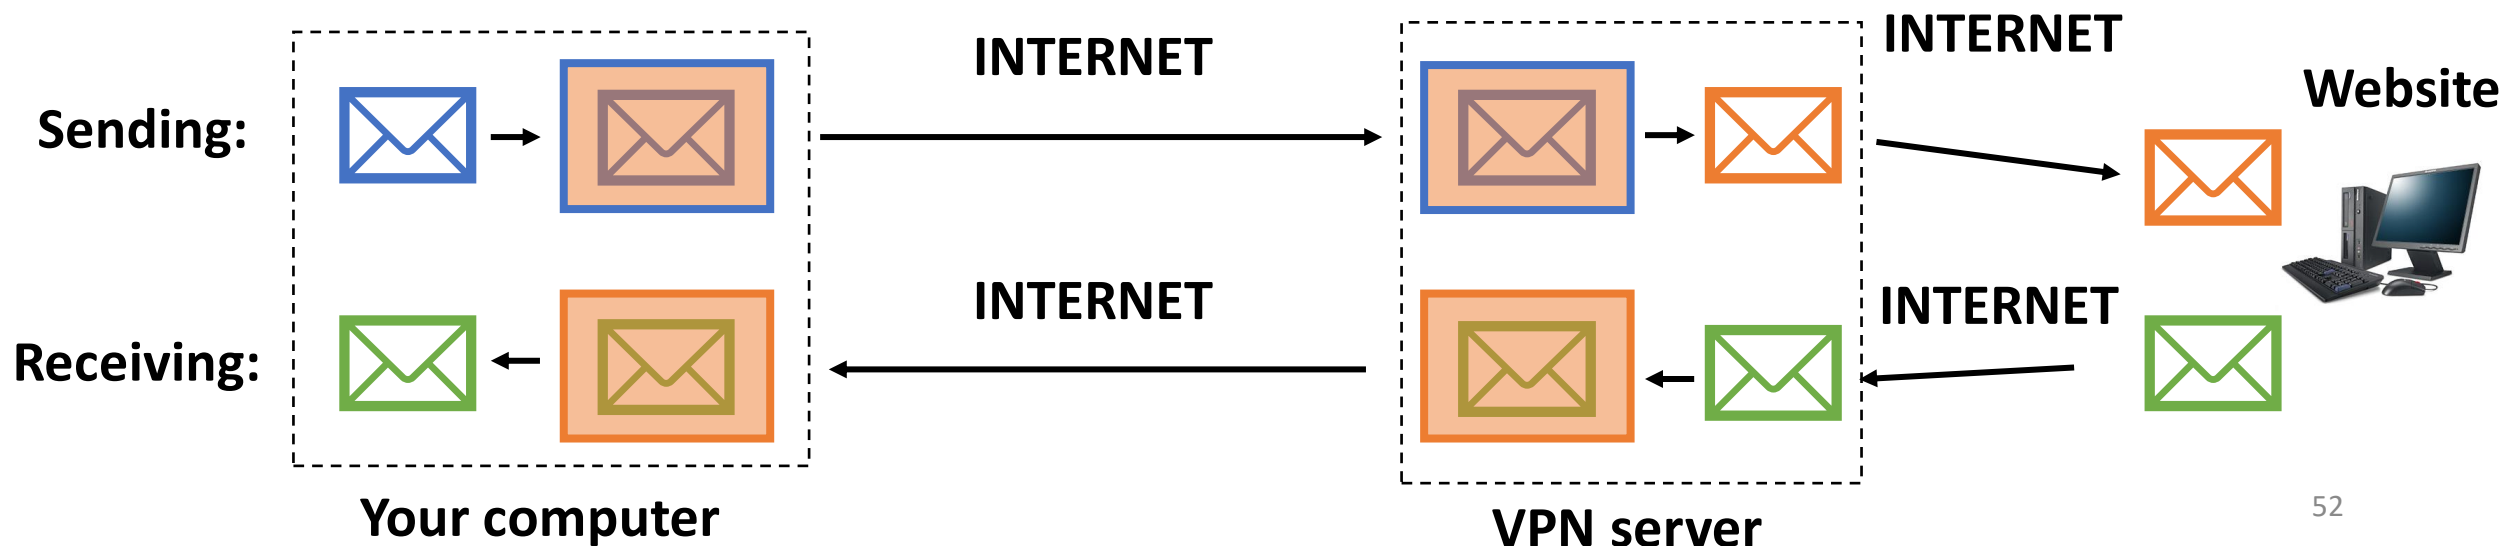 INTERNET
INTERNET
Website
Sending:
INTERNET
INTERNET
Receiving:
Your computer
VPN server
52